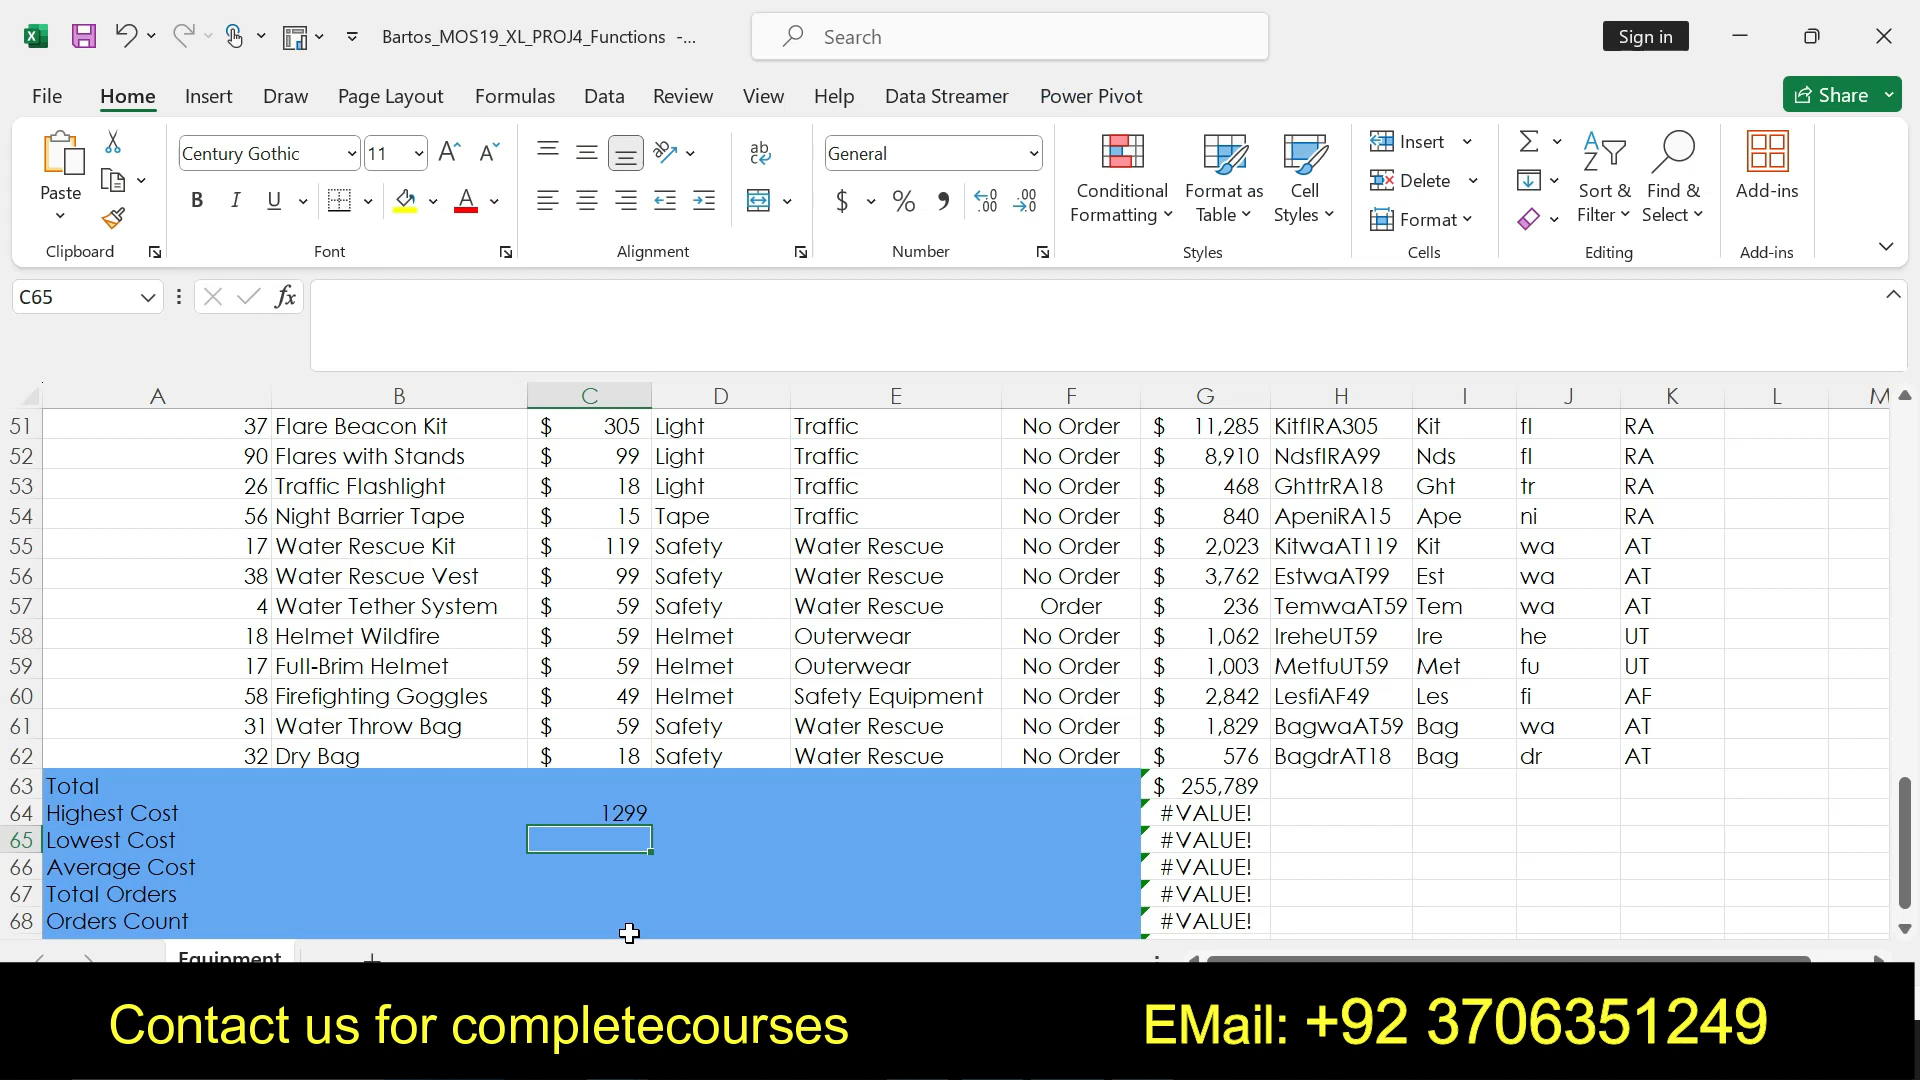 Bartos_MOS19_XL_PROJ4_Functions -...
Search
Sign in
File Home Insert Draw Page Layout Formulas Data Review View Help Data Streamer Power Pivot
Share
Paste
Century Gothic 11
General
Conditional Formatting
Format as Table
Cell Styles
Insert
Delete
Format
Sort & Filter
Find & Select
Add-ins
Clipboard Font Alignment Number Styles Cells Editing Add-ins
C65
A B C D E F G H I J K L M
51 37 Flare Beacon Kit $ 305 Light Traffic No Order $ 11,285 KitflRA305 Kit fl RA
52 90 Flares with Stands $ 99 Light Traffic No Order $ 8,910 NdsflRA99 Nds fl RA
53 26 Traffic Flashlight $ 18 Light Traffic No Order $ 468 GhttrRA18 Ght tr RA
54 56 Night Barrier Tape $ 15 Tape Traffic No Order $ 840 ApeniRA15 Ape ni RA
55 17 Water Rescue Kit $ 119 Safety Water Rescue No Order $ 2,023 KitwaAT119 Kit wa AT
56 38 Water Rescue Vest $ 99 Safety Water Rescue No Order $ 3,762 EstwaAT99 Est wa AT
57 4 Water Tether System $ 59 Safety Water Rescue Order $ 236 TemwaAT59 Tem wa AT
58 18 Helmet Wildfire $ 59 Helmet Outerwear No Order $ 1,062 IreheUT59 Ire he UT
59 17 Full-Brim Helmet $ 59 Helmet Outerwear No Order $ 1,003 MetfuUT59 Met fu UT
60 58 Firefighting Goggles $ 49 Helmet Safety Equipment No Order $ 2,842 LesfiAF49 Les fi AF
61 31 Water Throw Bag $ 59 Safety Water Rescue No Order $ 1,829 BagwaAT59 Bag wa AT
62 32 Dry Bag $ 18 Safety Water Rescue No Order $ 576 BagdrAT18 Bag dr AT
63 Total $ 255,789
64 Highest Cost 1299 #VALUE!
65 Lowest Cost #VALUE!
66 Average Cost #VALUE!
67 Total Orders #VALUE!
68 Orders Count #VALUE!
Equipment
Contact us for completecourses
EMail: +92 3706351249